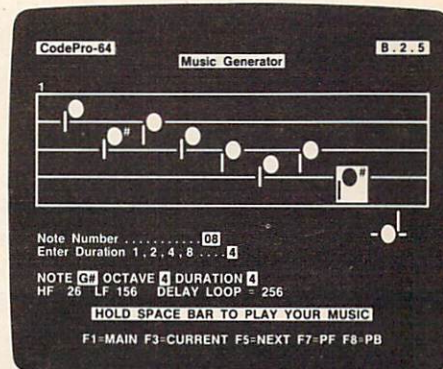 CodePro-64 B.2.5
Music Generator
1
#
#
Note Number ........... 08
Enter Duration 1,2,4,8 .... 4
NOTE G# OCTAVE 4 DURATION 4
HF 26 LF 156 DELAY LOOP = 256
HOLD SPACE BAR TO PLAY YOUR MUSIC
F1=MAIN F3=CURRENT F5=NEXT F7=PF F8=PB